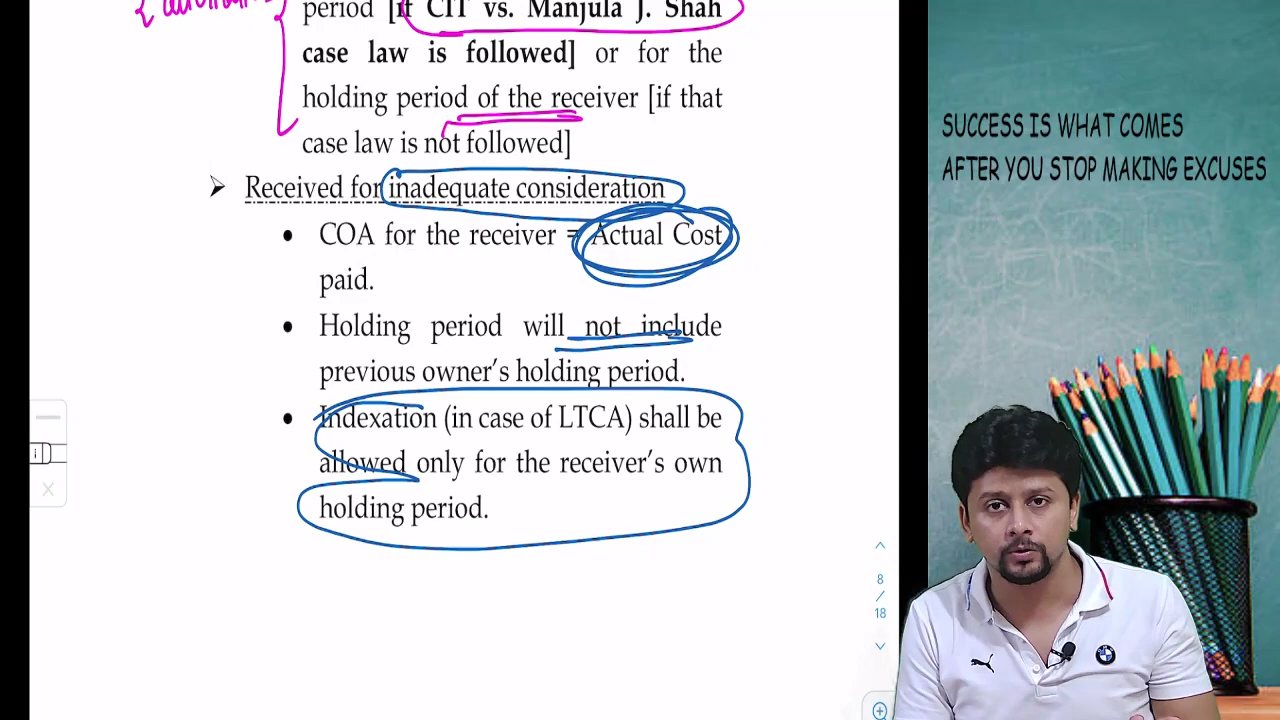 period [if CIT vs. Manjula J. Shah
case law is followed] or for the
holding period of the receiver [if that
case law is not followed]
➢ Received for inadequate consideration
• COA for the receiver = Actual Cost
paid.
• Holding period will not include
previous owner's holding period.
• Indexation (in case of LTCA) shall be
allowed only for the receiver's own
holding period.
8
/
18
SUCCESS IS WHAT COMES
AFTER YOU STOP MAKING EXCUSES
BMW